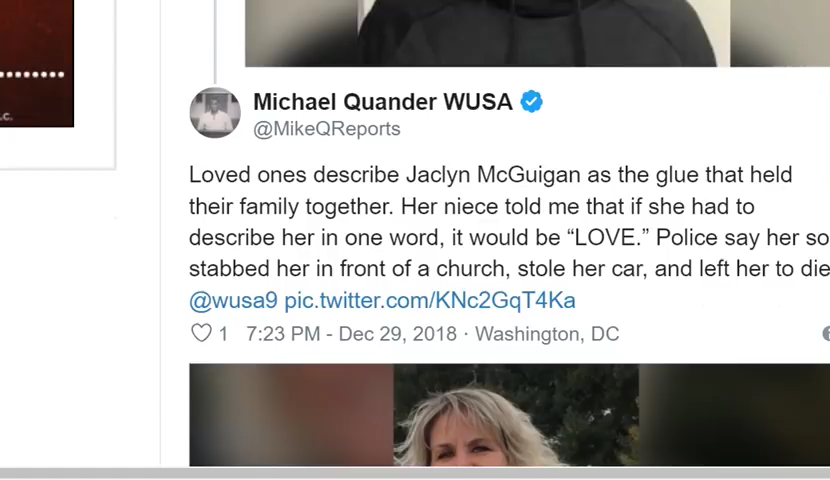 .C.
Michael Quander WUSA
@MikeQReports
Loved ones describe Jaclyn McGuigan as the glue that held
their family together. Her niece told me that if she had to
describe her in one word, it would be “LOVE.” Police say her so
stabbed her in front of a church, stole her car, and left her to die
@wusa9 pic.twitter.com/KNc2GqT4Ka
1 7:23 PM - Dec 29, 2018 · Washington, DC